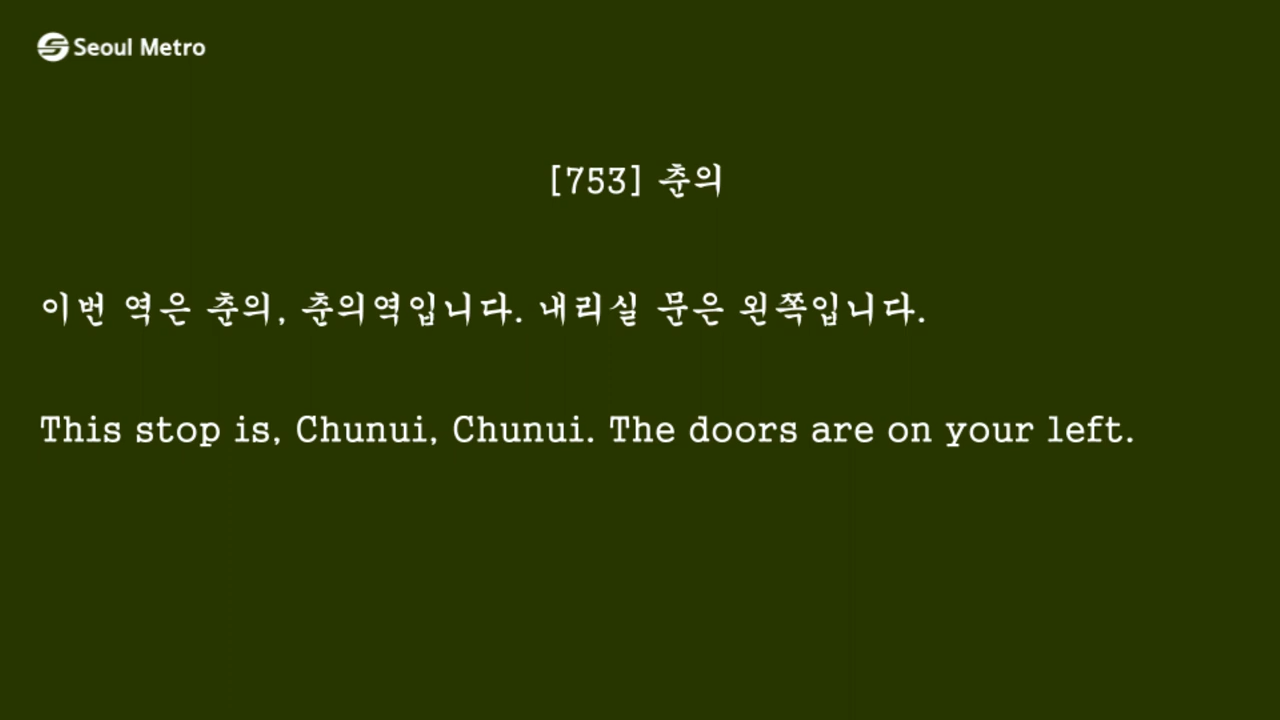 Seoul Metro
[753] 춘의
이번 역은 춘의, 춘의역입니다. 내리실 문은 왼쪽입니다.
This stop is, Chunui, Chunui. The doors are on your left.